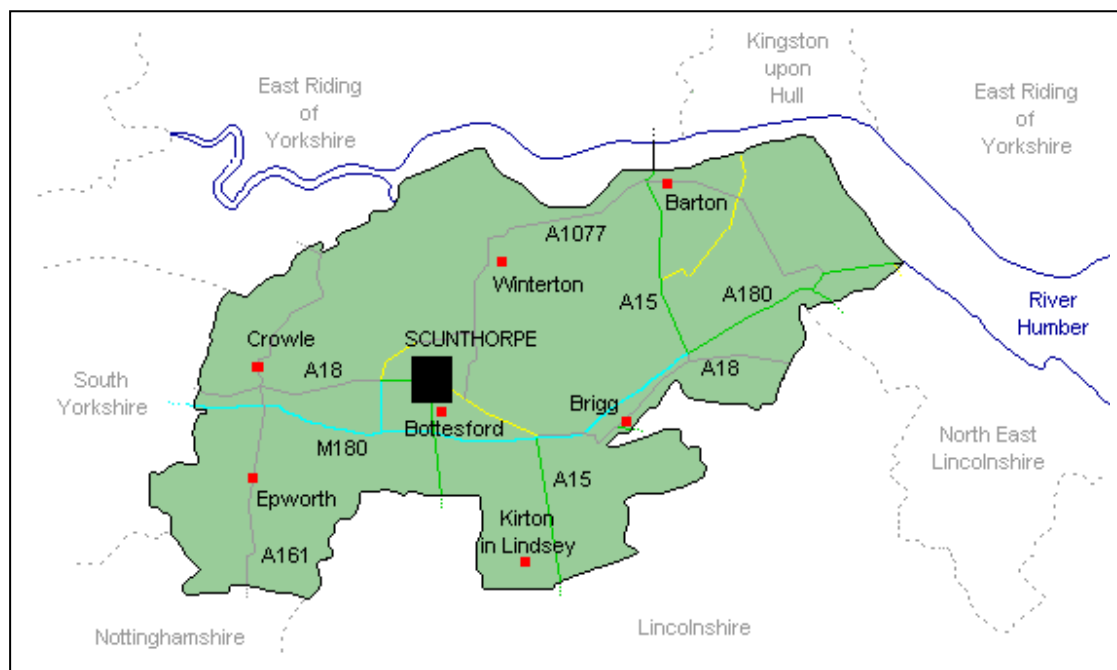 Kingston
upon
Hull
East Riding
of
Yorkshire
East Riding
of
Yorkshire
Barton
A1077
Winterton
A15
A180
River
Humber
SCUNTHORPE
Crowle
A18
A18
South
Yorkshire
Brigg
Bottesford
M180
North East
Lincolnshire
A15
Epworth
Kirton
in Lindsey
A161
Nottinghamshire
Lincolnshire